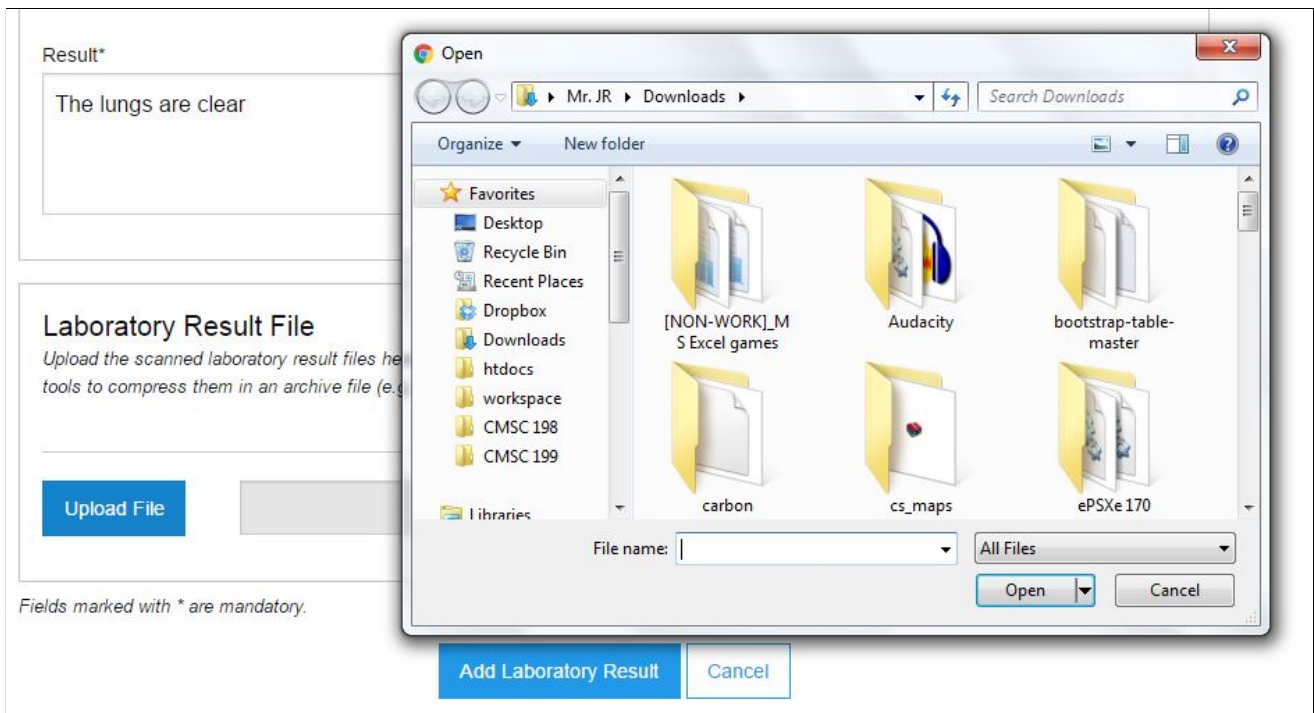 Result*
The lungs are clear
Laboratory Result File
Upload the scanned laboratory result files he
tools to compress them in an archive file (e.g
Upload File
Fields marked with * are mandatory.
Add Laboratory Result
Cancel
Open
Mr. JR
Downloads
Search Downloads
Organize
New folder
Favorites
Desktop
Recycle Bin
Recent Places
Dropbox
Downloads
htdocs
workspace
CMSC 198
CMSC 199
Libraries
[NON-WORK]_M
S Excel games
Audacity
bootstrap-table-
master
carbon
cs_maps
ePSXe 170
File name:
All Files
Open
Cancel